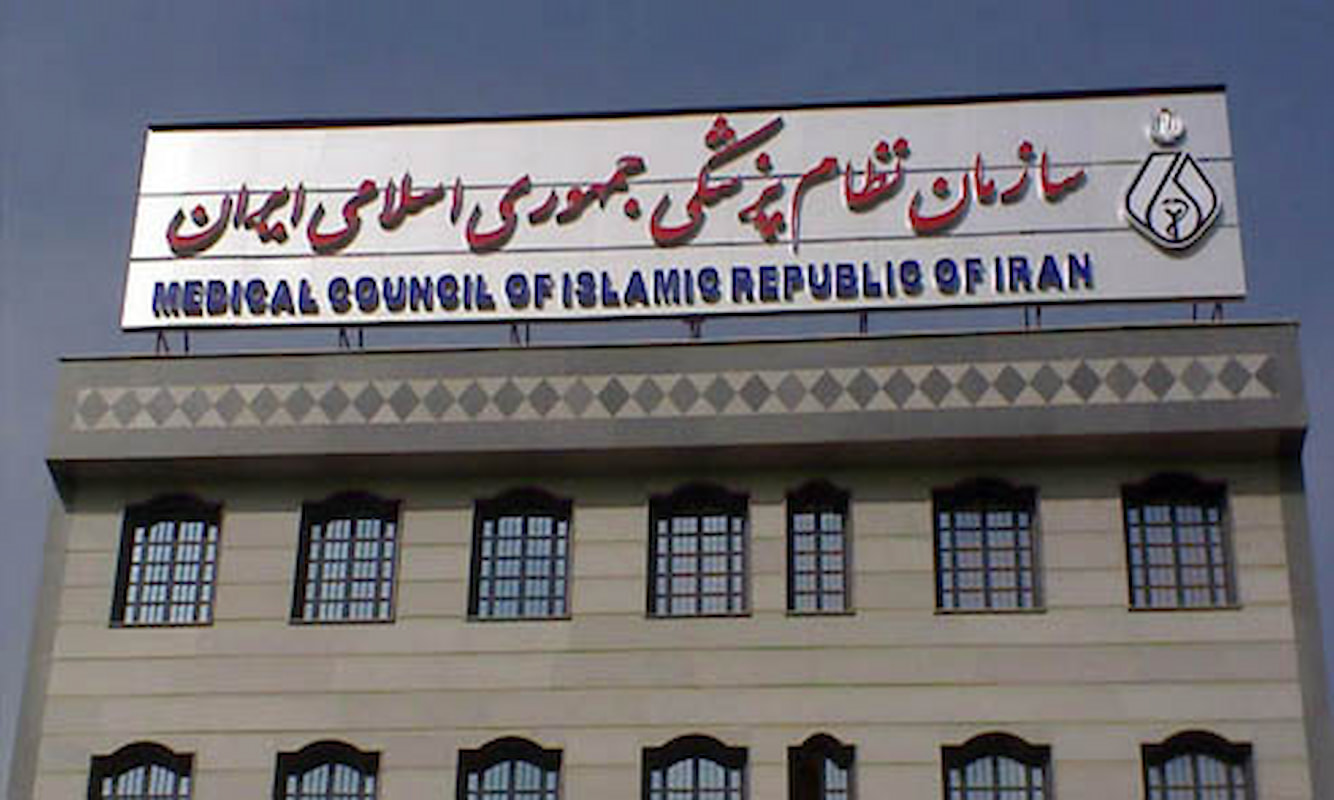 سازمان نظام پزشکی جمهوری اسلامی ایران
MEDICAL COUNCIL OF ISLAMIC REPUBLIC OF IRAN